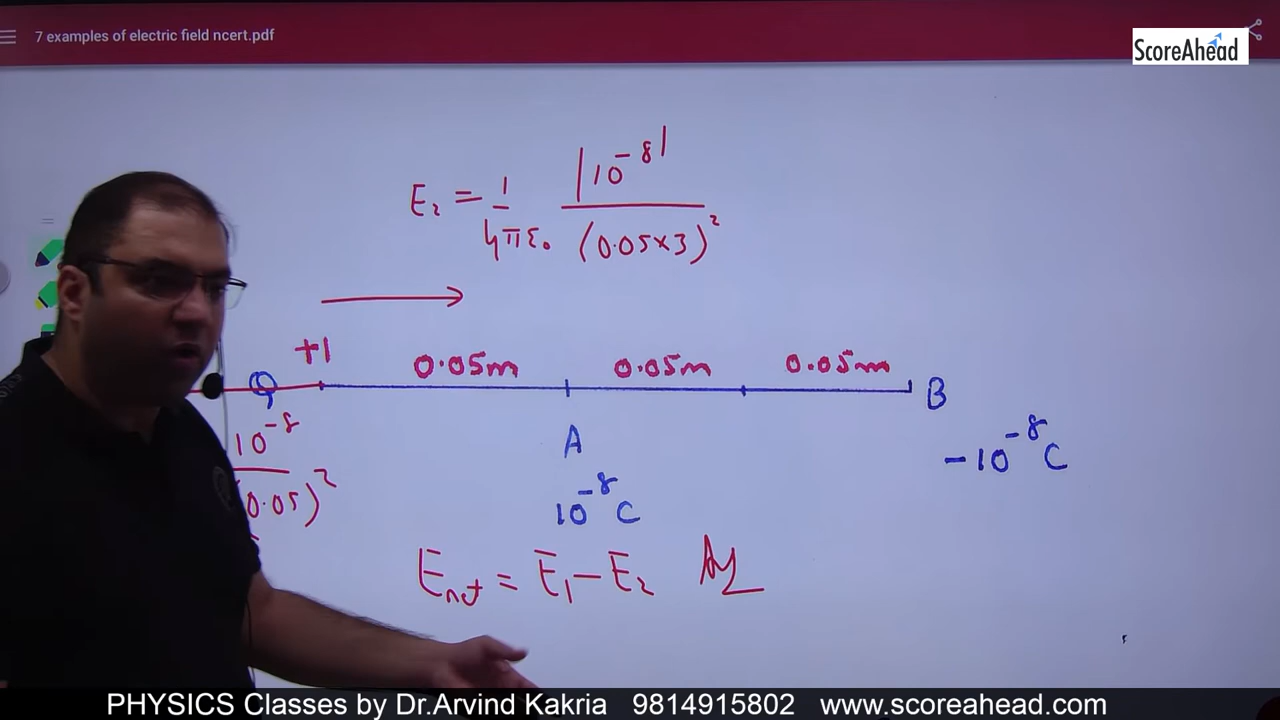 7 examples of electric field ncert.pdf
ScoreAhead
E₂ = 1/4πε₀ |10⁻⁸|/(0.05×3)²
+1
0.05m 0.05m 0.05m
Q
A
B
10⁻⁸
0.05)²
10⁻⁸ C
-10⁻⁸ C
Enet = E₁ - E₂
PHYSICS Classes by Dr.Arvind Kakria 9814915802 www.scoreahead.com